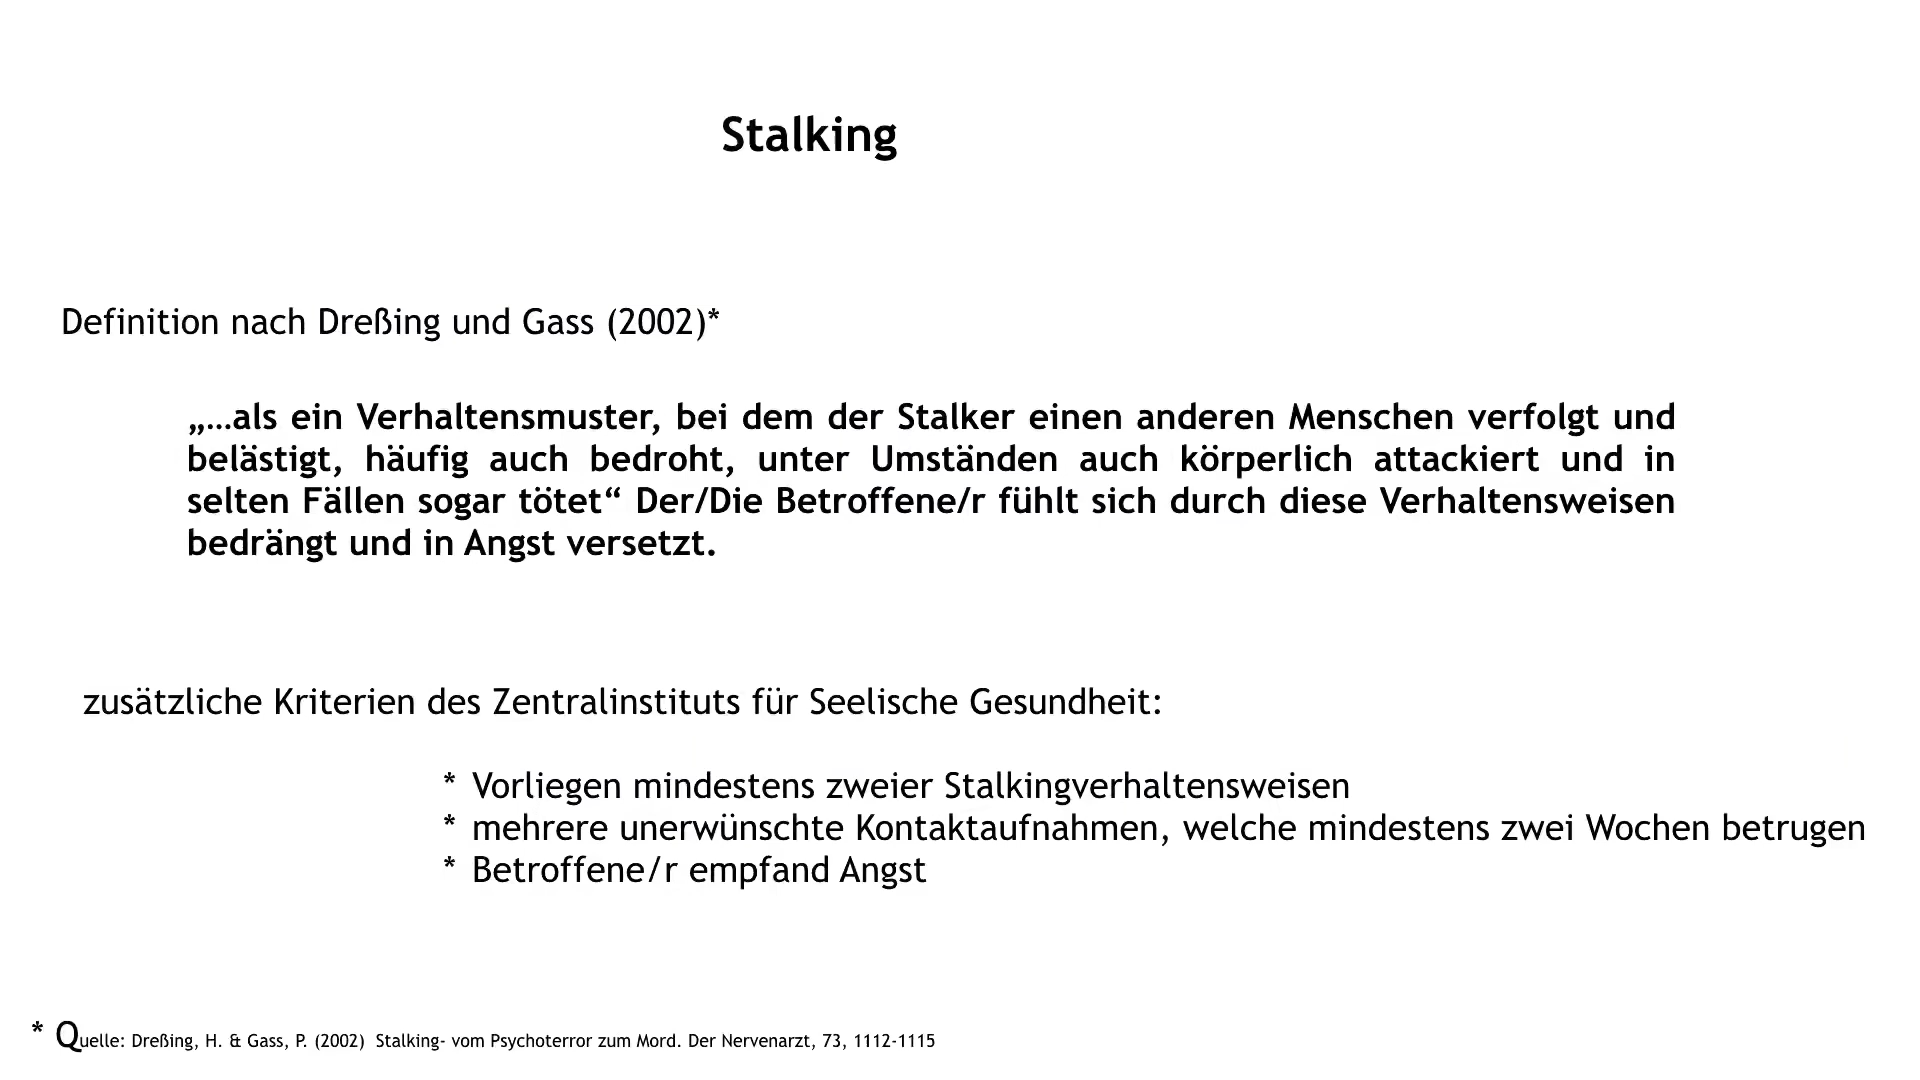 Stalking
Definition nach Dreßing und Gass (2002)*
„…als ein Verhaltensmuster, bei dem der Stalker einen anderen Menschen verfolgt und
belästigt, häufig auch bedroht, unter Umständen auch körperlich attackiert und in
selten Fällen sogar tötet“ Der/Die Betroffene/r fühlt sich durch diese Verhaltensweisen
bedrängt und in Angst versetzt.
zusätzliche Kriterien des Zentralinstituts für Seelische Gesundheit:
* Vorliegen mindestens zweier Stalkingverhaltensweisen
* mehrere unerwünschte Kontaktaufnahmen, welche mindestens zwei Wochen betrugen
* Betroffene/r empfand Angst
* Quelle: Dreßing, H. & Gass, P. (2002) Stalking- vom Psychoterror zum Mord. Der Nervenarzt, 73, 1112-1115